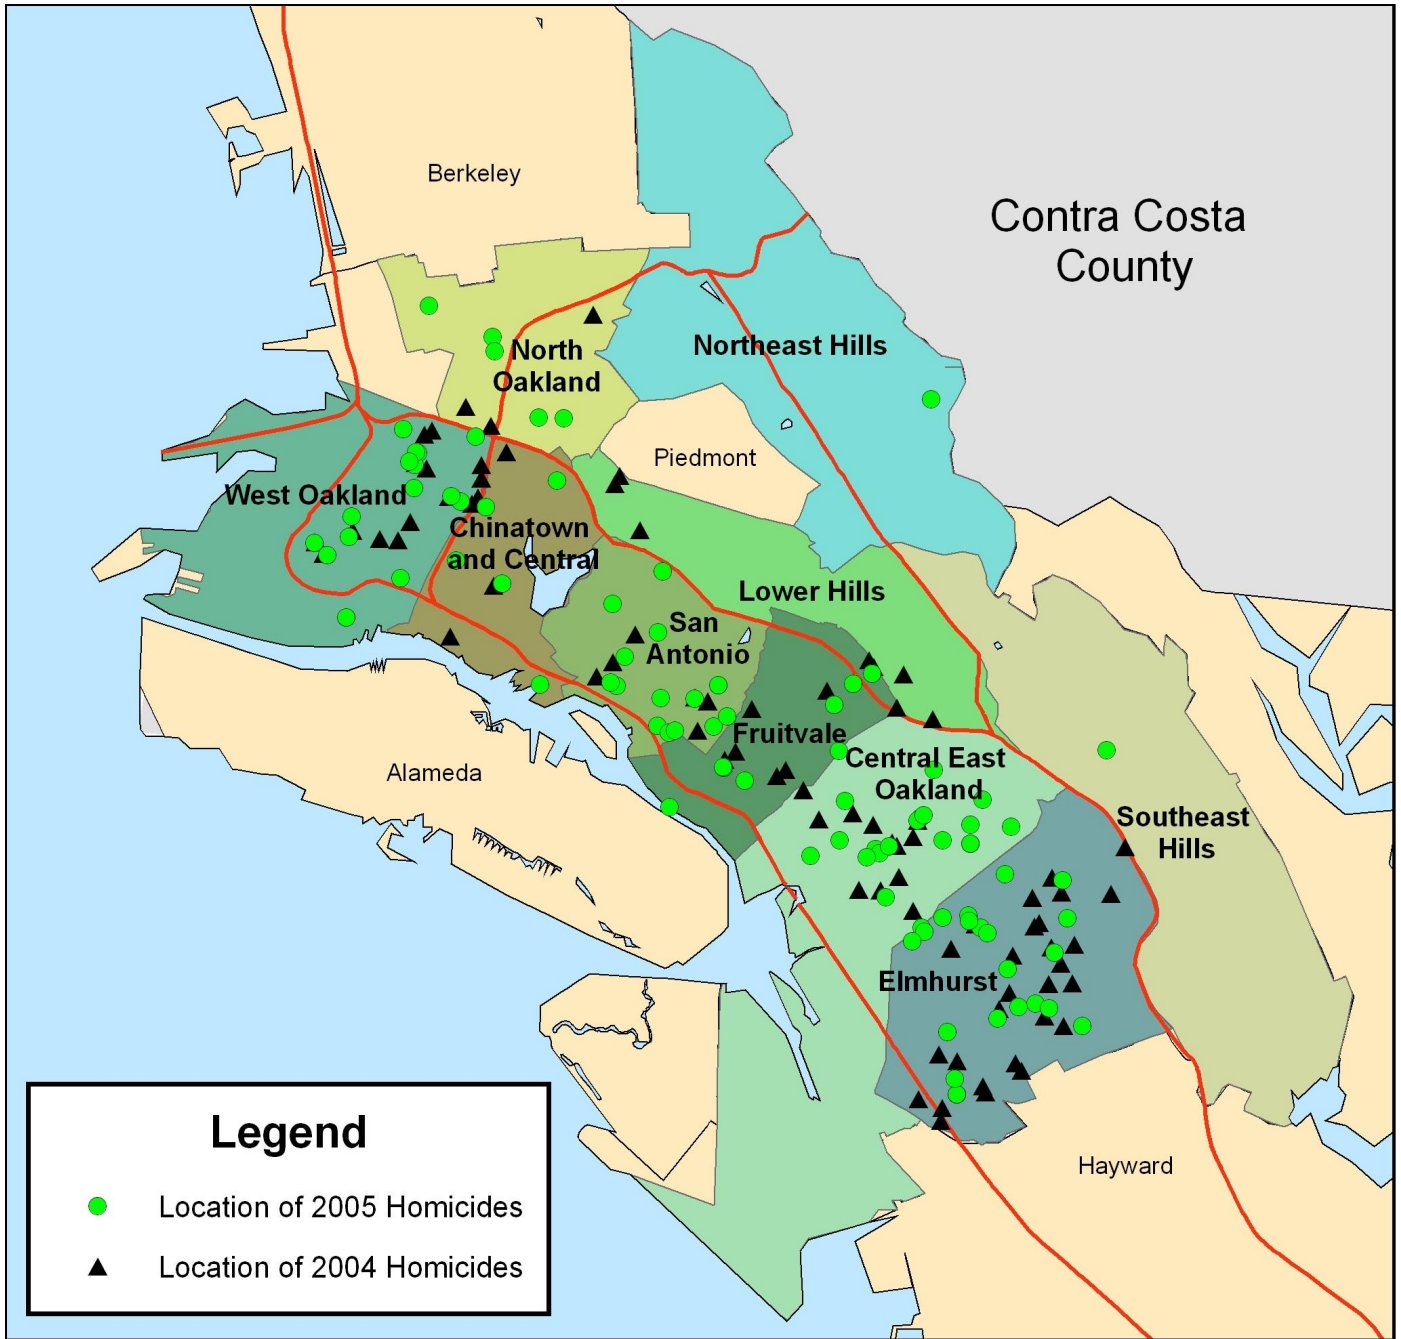 Berkeley
Contra Costa
County
Northeast Hills
North
Oakland
Piedmont
West Oakland
Chinatown
and Central
Lower Hills
San
Antonio
Fruitvale
Central East
Oakland
Alameda
Southeast
Hills
Elmhurst
Hayward
Legend
Location of 2005 Homicides
Location of 2004 Homicides